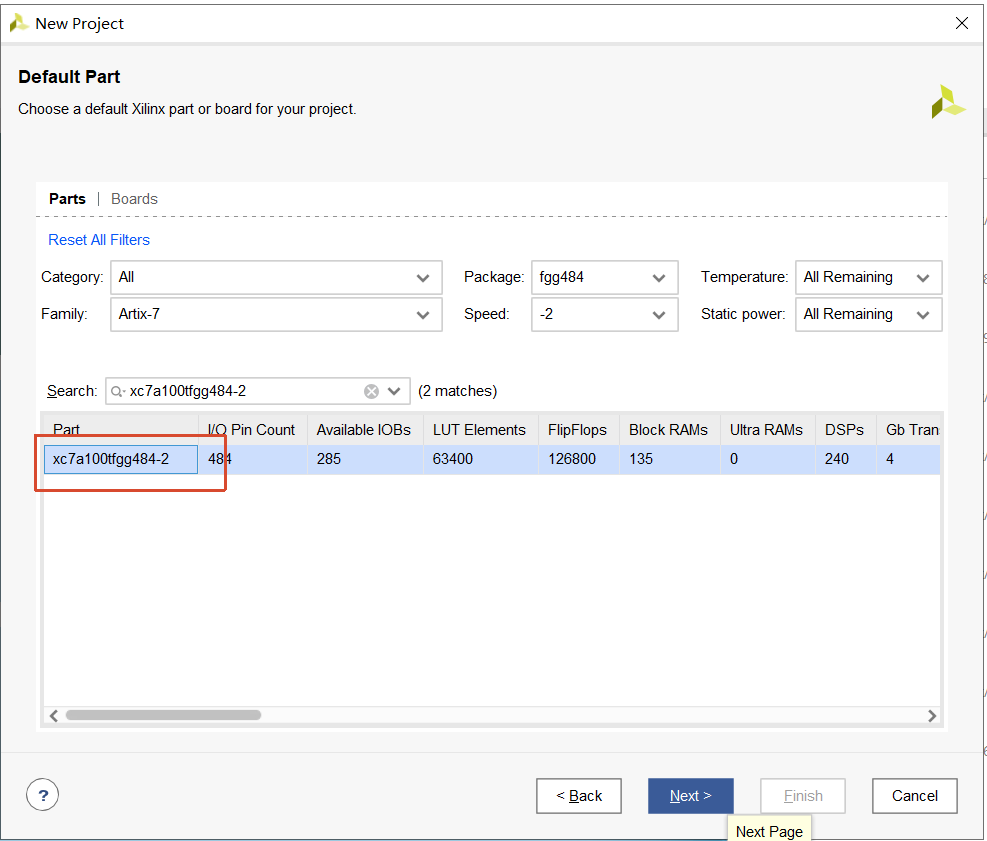 New Project
Default Part
Choose a default Xilinx part or board for your project.
Parts | Boards
Reset All Filters
Category: All Package: fgg484 Temperature: All Remaining
Family: Artix-7 Speed: -2 Static power: All Remaining
Search: xc7a100tfgg484-2 (2 matches)
Part I/O Pin Count Available IOBs LUT Elements FlipFlops Block RAMs Ultra RAMs DSPs Gb Trans
xc7a100tfgg484-2 484 285 63400 126800 135 0 240 4
? < Back Next > Finish Cancel
Next Page